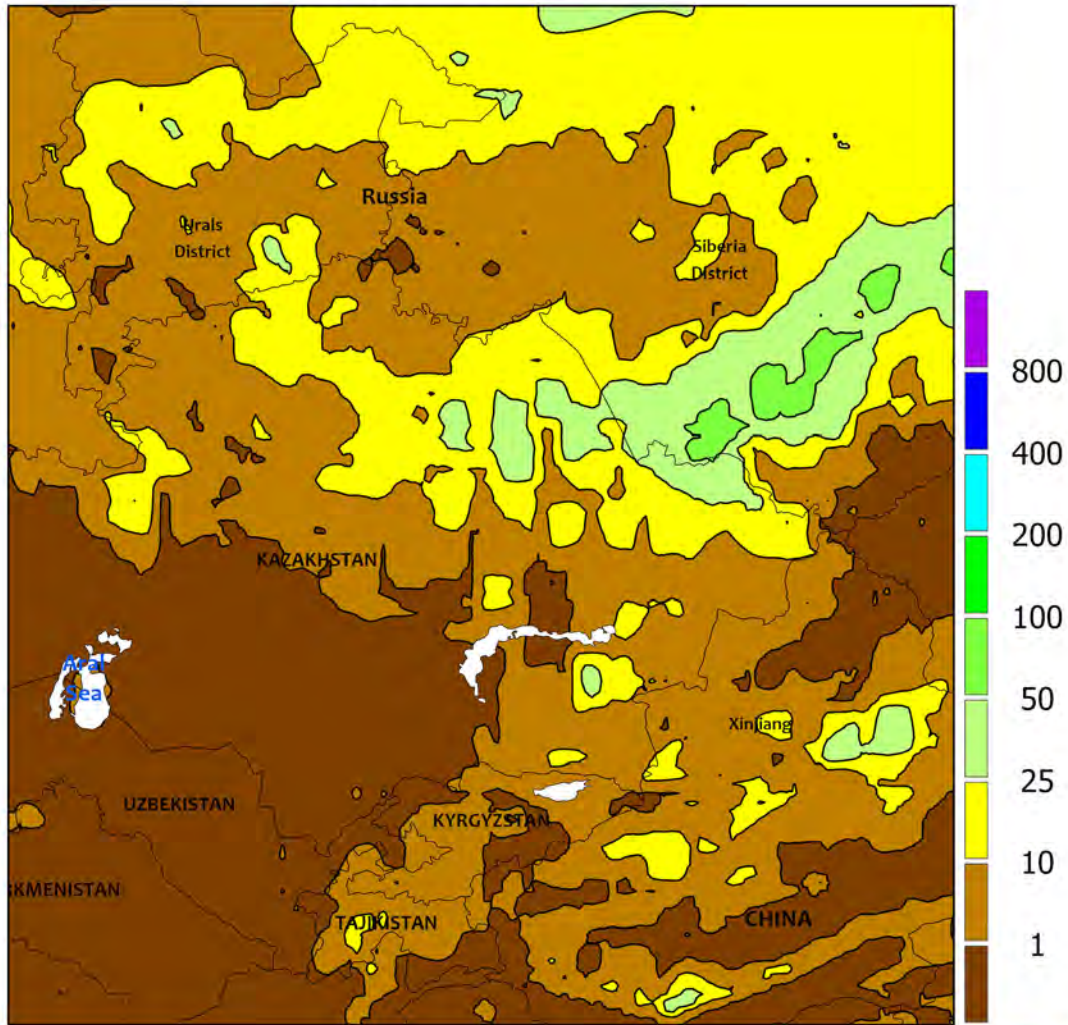 Russia
Urals
District
Siberia
District
KAZAKHSTAN
Aral
Sea
Xinjiang
UZBEKISTAN
KYRGYZSTAN
RKMENISTAN
TAJIKISTAN
CHINA
800
400
200
100
50
25
10
1